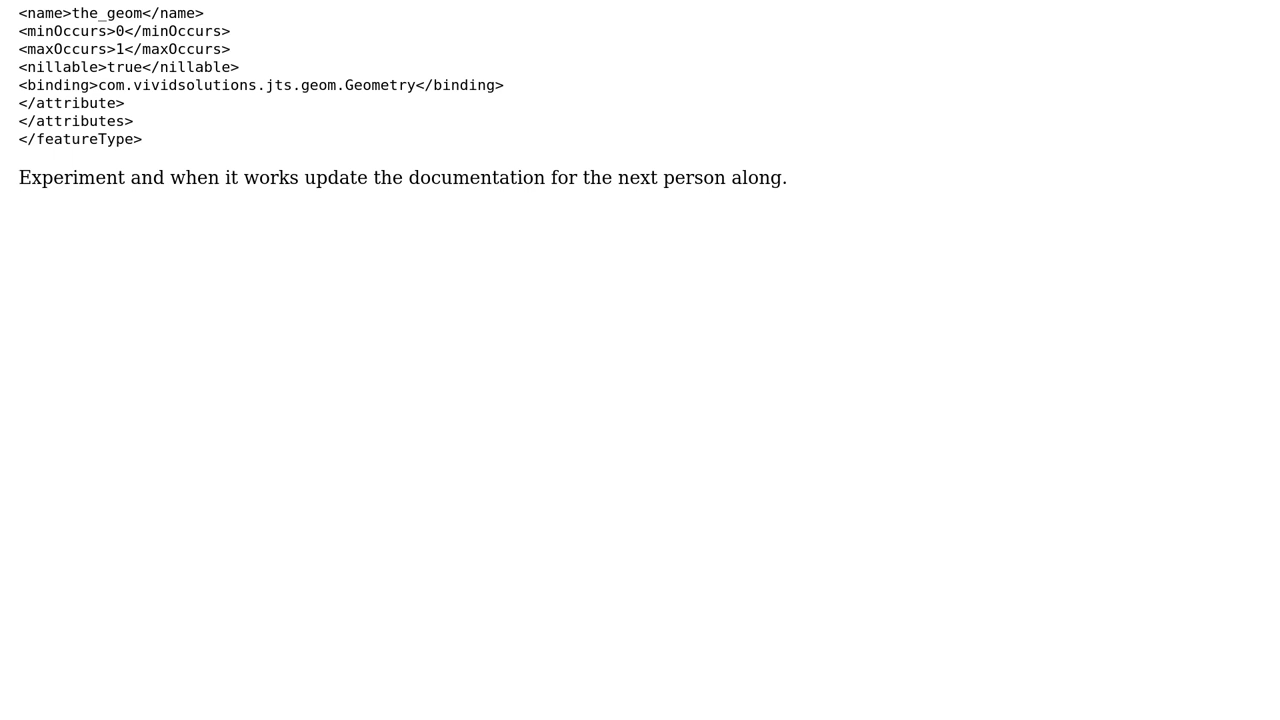 <name>the_geom</name>
<minOccurs>0</minOccurs>
<maxOccurs>1</maxOccurs>
<nillable>true</nillable>
<binding>com.vividsolutions.jts.geom.Geometry</binding>
</attribute>
</attributes>
</featureType>
Experiment and when it works update the documentation for the next person along.